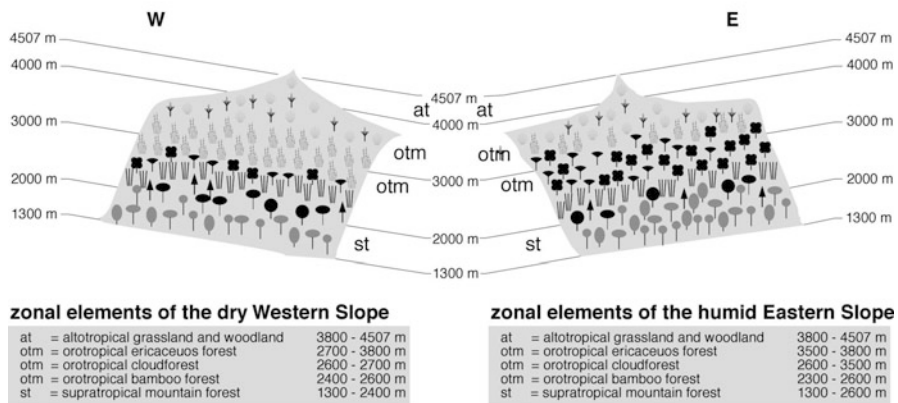 W
E
4507 m
4507 m
4000 m
4000 m
4507 m
at
at
4000 m
3000 m
3000 m
otm
otm
3000 m
otm
otm
2000 m
2000 m
1300 m
1300 m
2000 m
st
st
1300 m
zonal elements of the dry Western Slope
at = altotropical grassland and woodland 3800 - 4507 m
otm = orotropical ericaceuos forest 2700 - 3800 m
otm = orotropical cloudforest 2600 - 2700 m
otm = orotropical bamboo forest 2400 - 2600 m
st = supratropical mountain forest 1300 - 2400 m
zonal elements of the humid Eastern Slope
at = altotropical grassland and woodland 3800 - 4507 m
otm = orotropical ericaceuos forest 3500 - 3800 m
otm = orotropical cloudforest 2600 - 3500 m
otm = orotropical bamboo forest 2300 - 2600 m
st = supratropical mountain forest 1300 - 2600 m